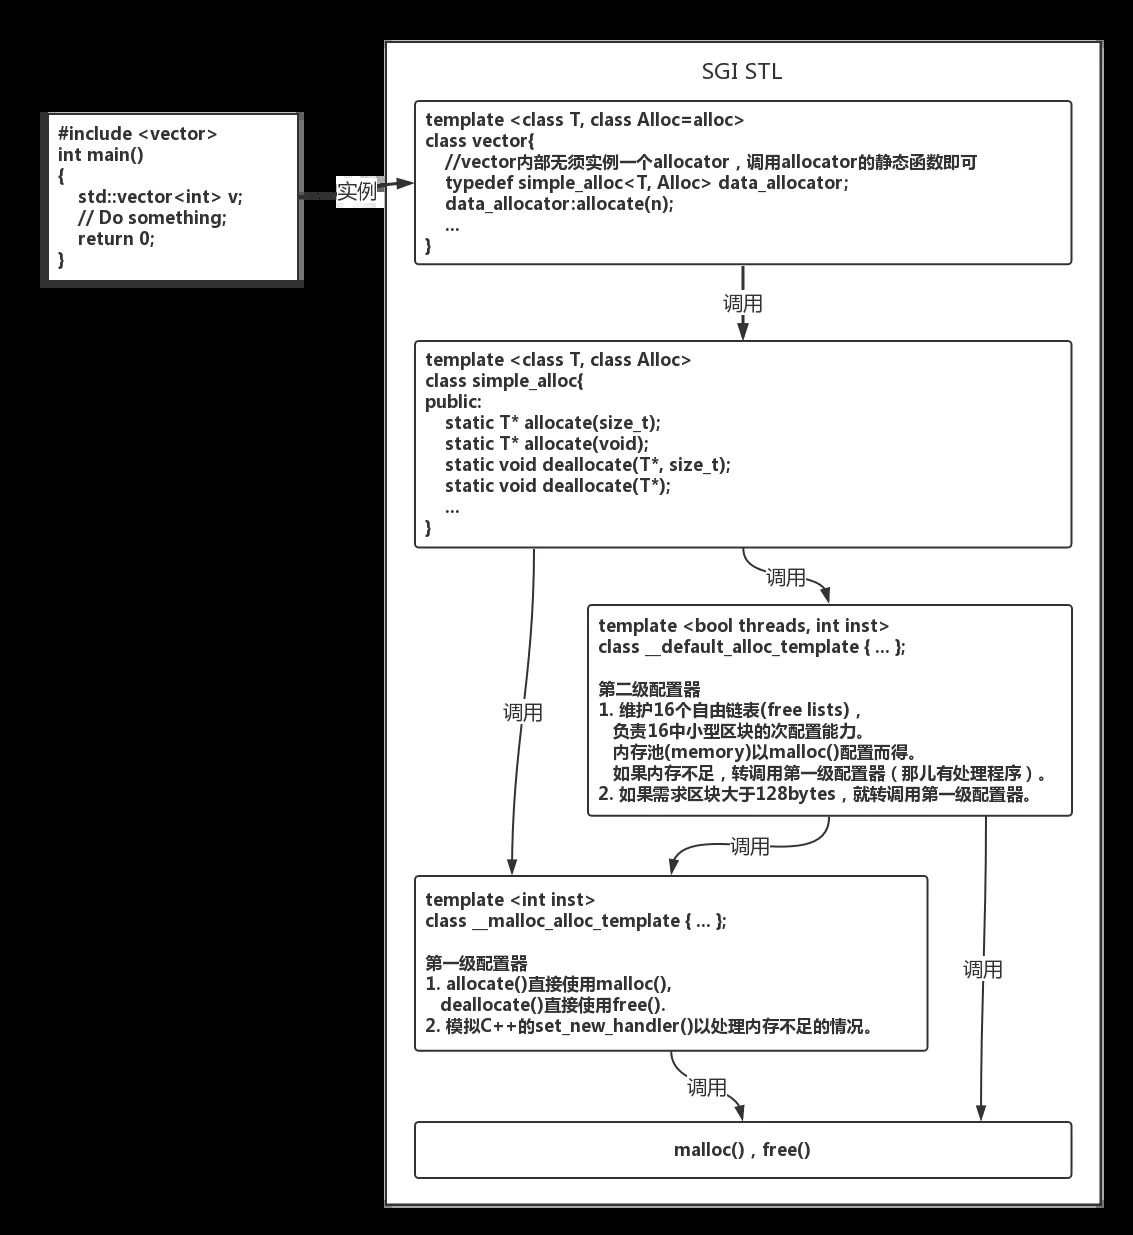 SGI STL
#include <vector>
int main()
{
std::vector<int> v;
// Do something;
return 0;
}
实例
template <class T, class Alloc=alloc>
class vector{
//vector内部无须实例一个allocator，调用allocator的静态函数即可
typedef simple_alloc<T, Alloc> data_allocator;
data_allocator:allocate(n);
...
}
调用
template <class T, class Alloc>
class simple_alloc{
public:
static T* allocate(size_t);
static T* allocate(void);
static void deallocate(T*, size_t);
static void deallocate(T*);
...
}
调用
template <bool threads, int inst>
class __default_alloc_template { ... };
第二级配置器
1. 维护16个自由链表(free lists)，
负责16中小型区块的次配置能力。
内存池(memory)以malloc()配置而得。
如果内存不足，转调用第一级配置器（那儿有处理程序）。
2. 如果需求区块大于128bytes，就转调用第一级配置器。
调用
调用
template <int inst>
class __malloc_alloc_template { ... };
第一级配置器
1. allocate()直接使用malloc(),
deallocate()直接使用free().
2. 模拟C++的set_new_handler()以处理内存不足的情况。
调用
调用
malloc()，free()